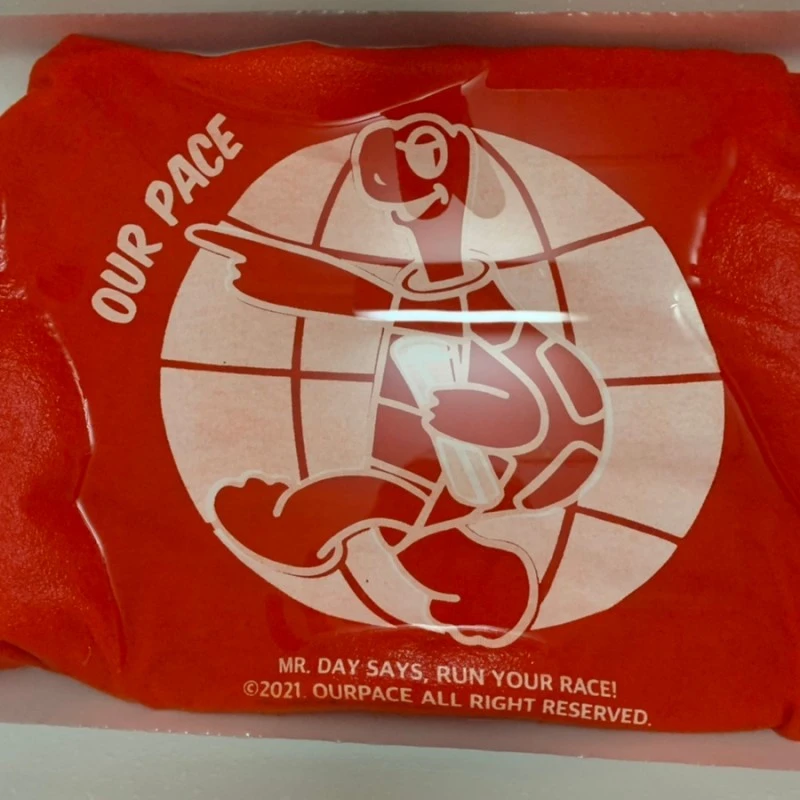 OUR PACE
MR. DAY SAYS, RUN YOUR RACE!
©2021. OURPACE ALL RIGHT RESERVED.